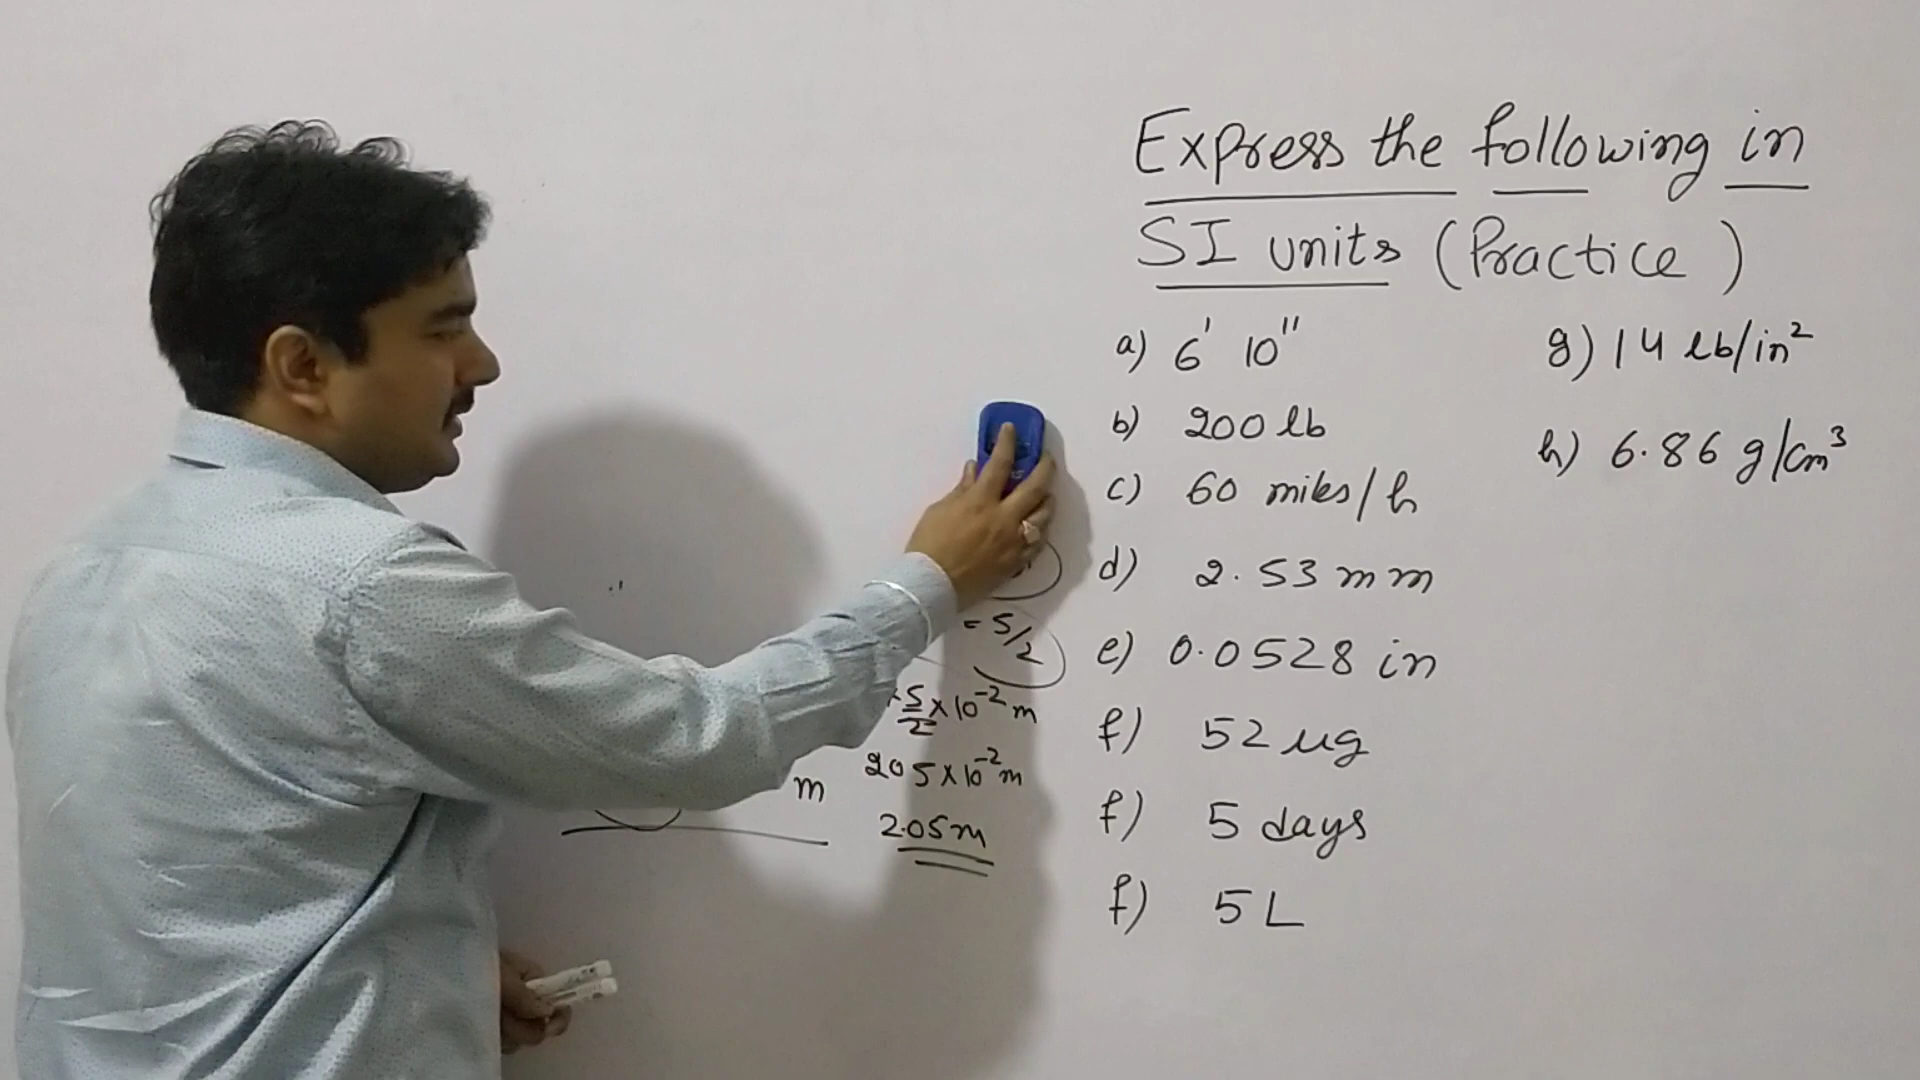 Express the following in
SI units (Practice)
a) 6' 10"
b) 200 lb
c) 60 miles/h
d) 2.53 mm
e) 0.0528 in
f) 52 μg
f) 5 days
f) 5 L
g) 14 lb/in²
h) 6.86 g/cm³
= 5/2
5/2 × 10⁻² m
205 × 10⁻² m
2.05m
m